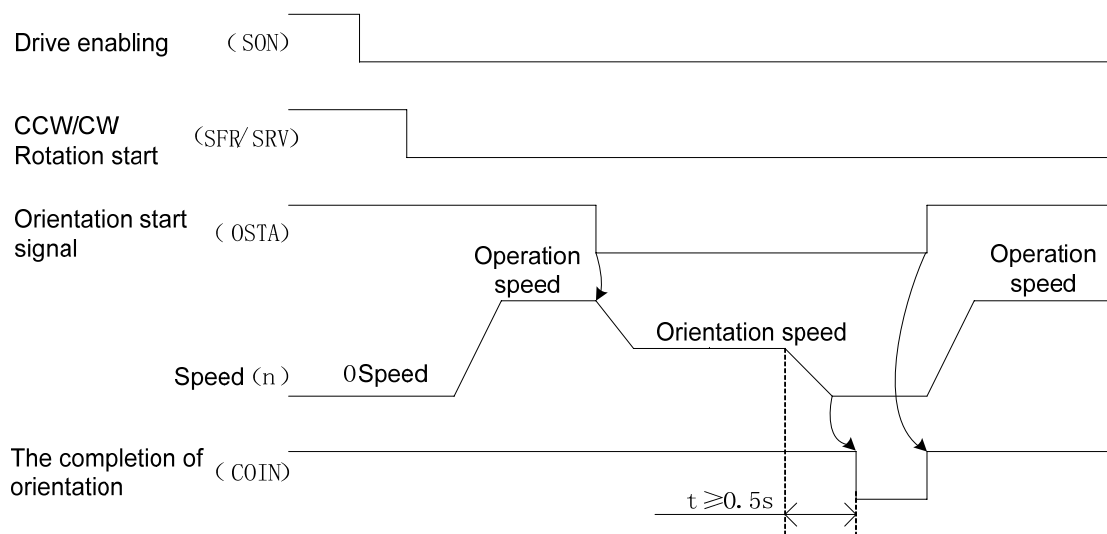 Drive enabling (SON)
CCW/CW
Rotation start
(SFR/SRV)
Orientation start
signal
(OSTA)
Operation
speed
Operation
speed
Orientation speed
Speed(n) 0Speed
The completion of
orientation
(COIN)
t≥0.5s